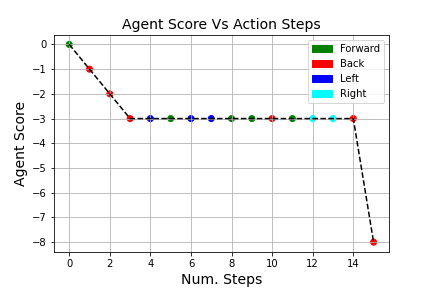 Agent Score Vs Action Steps
0
−1
−2
−3
−4
−5
−6
−7
−8
Agent Score
Forward
Back
Left
Right
0 2 4 6 8 10 12 14
Num. Steps